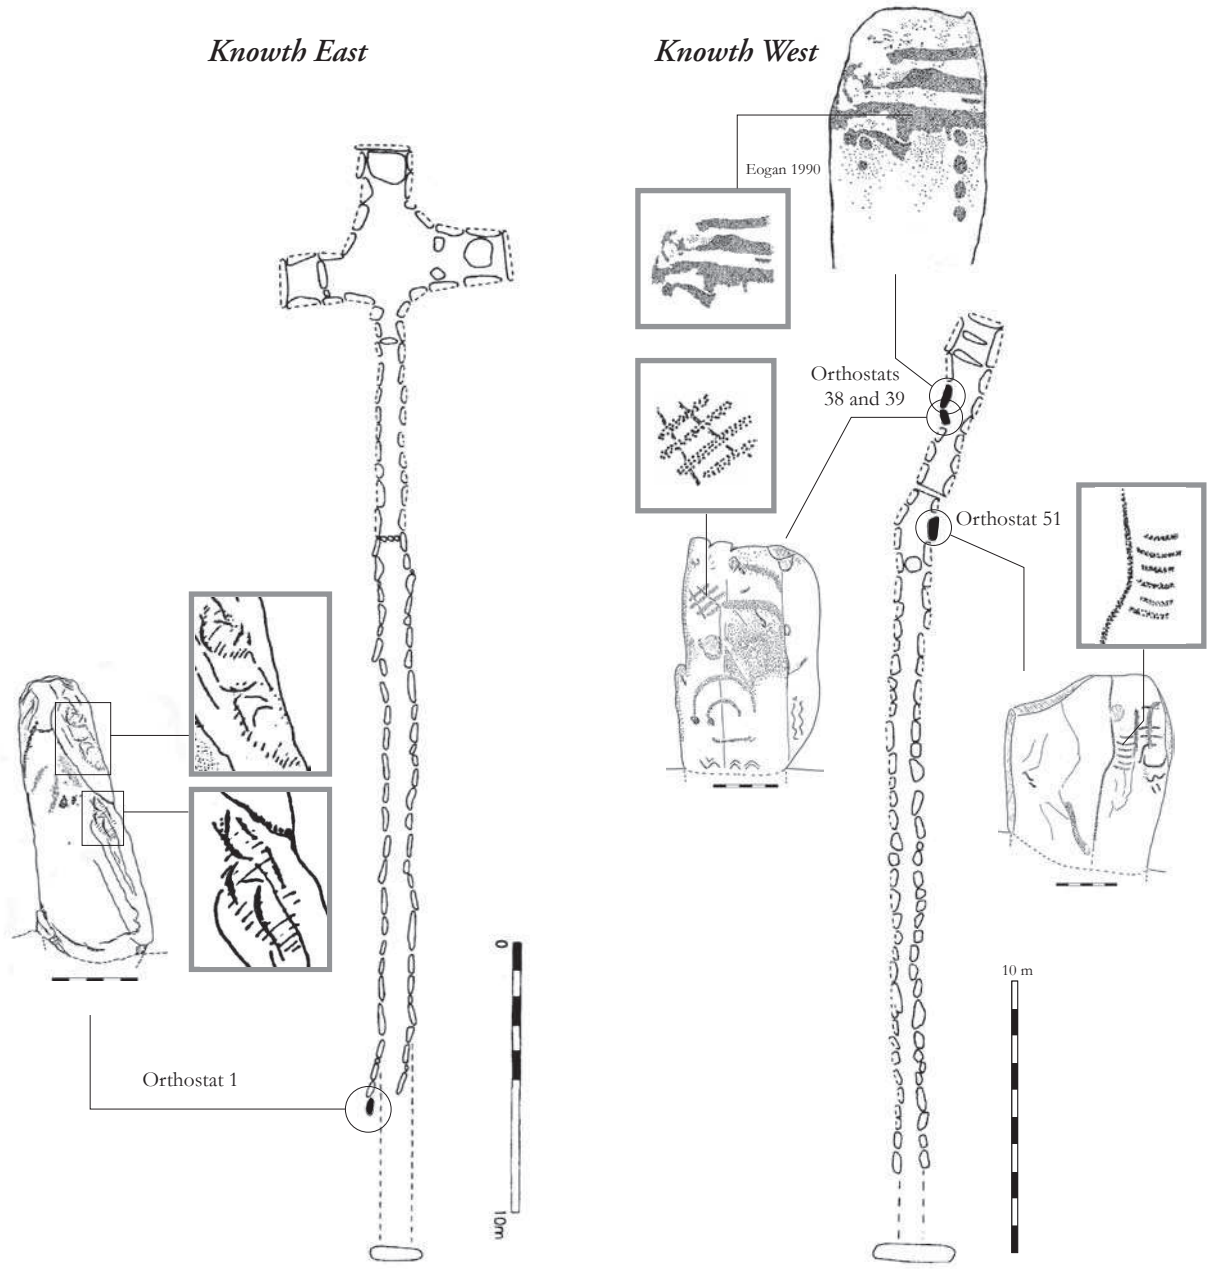 Knowth East
Knowth West
Eogan 1990
Orthostats
38 and 39
Orthostat 51
0
10 m
Orthostat 1
10m